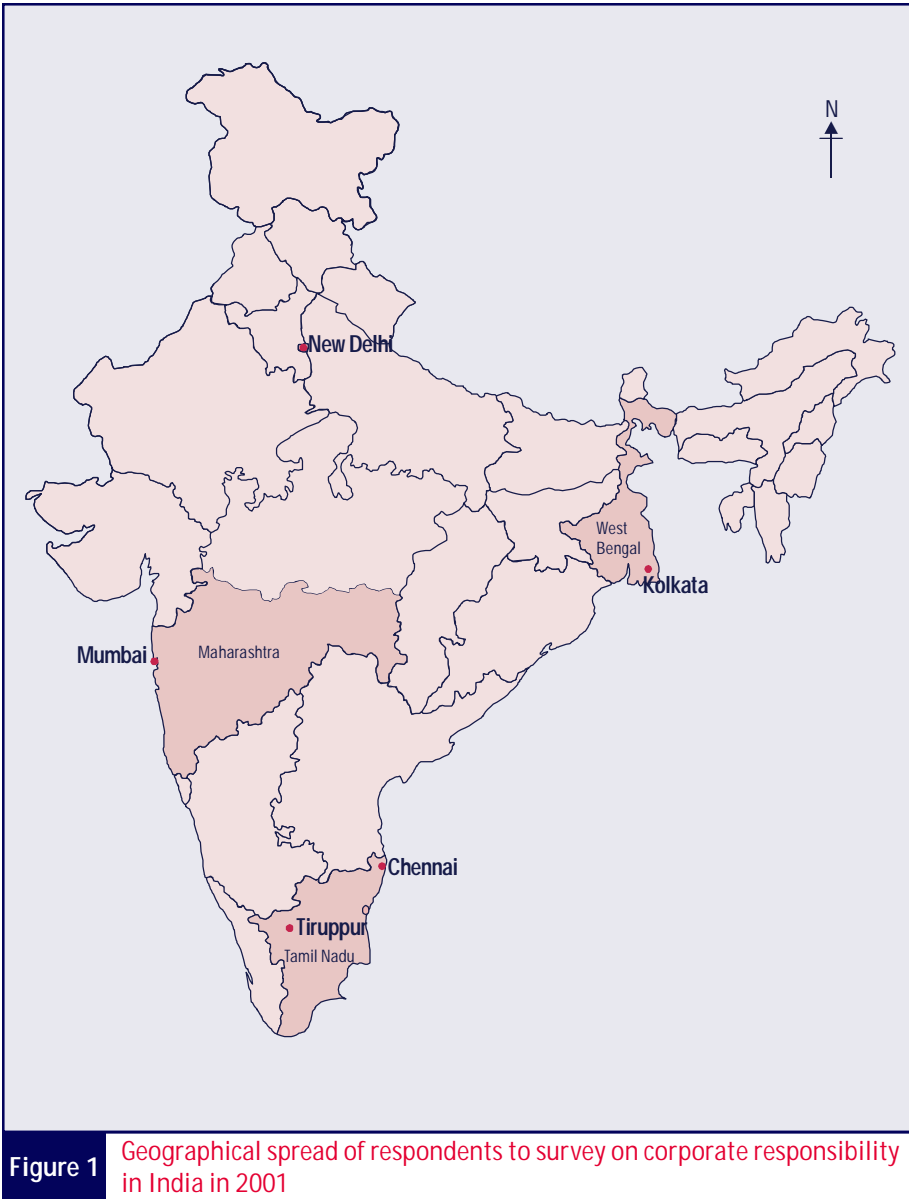 N
New Delhi
West
Bengal
Kolkata
Mumbai
Maharashtra
Chennai
Tiruppur
Tamil Nadu
Figure 1
Geographical spread of respondents to survey on corporate responsibility
in India in 2001